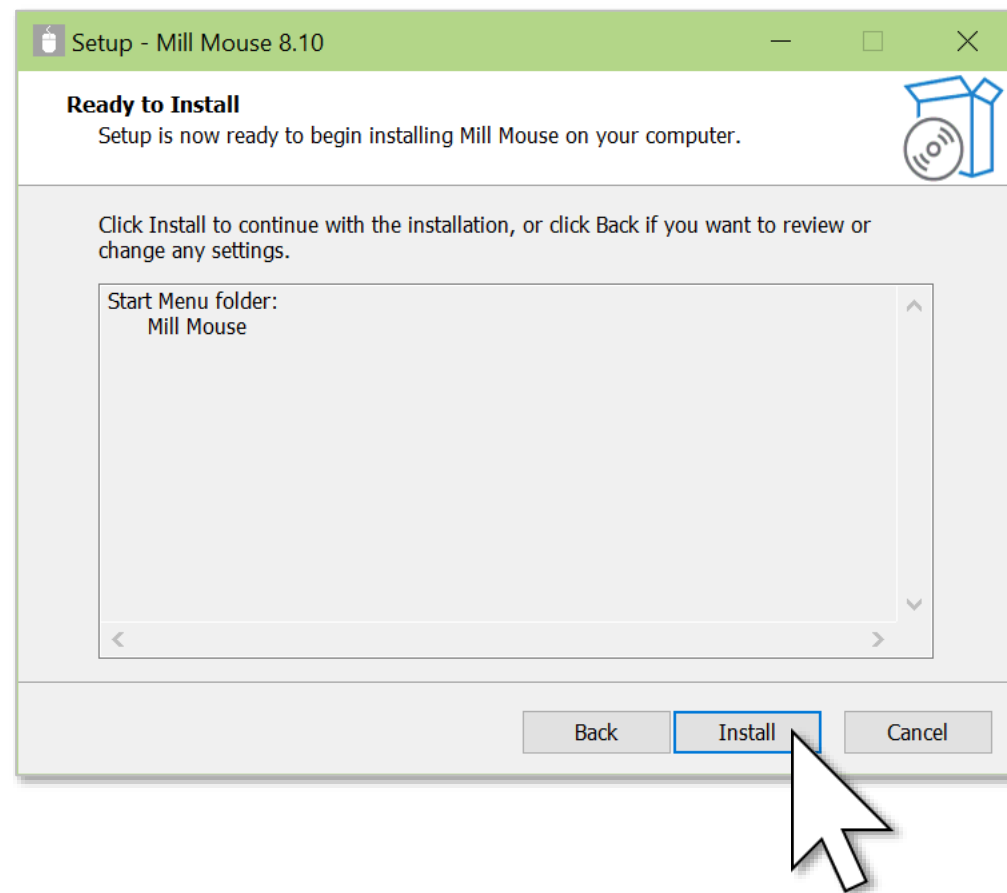 Setup - Mill Mouse 8.10
Ready to Install
Setup is now ready to begin installing Mill Mouse on your computer.
Click Install to continue with the installation, or click Back if you want to review or
change any settings.
Start Menu folder:
Mill Mouse
Back
Install
Cancel